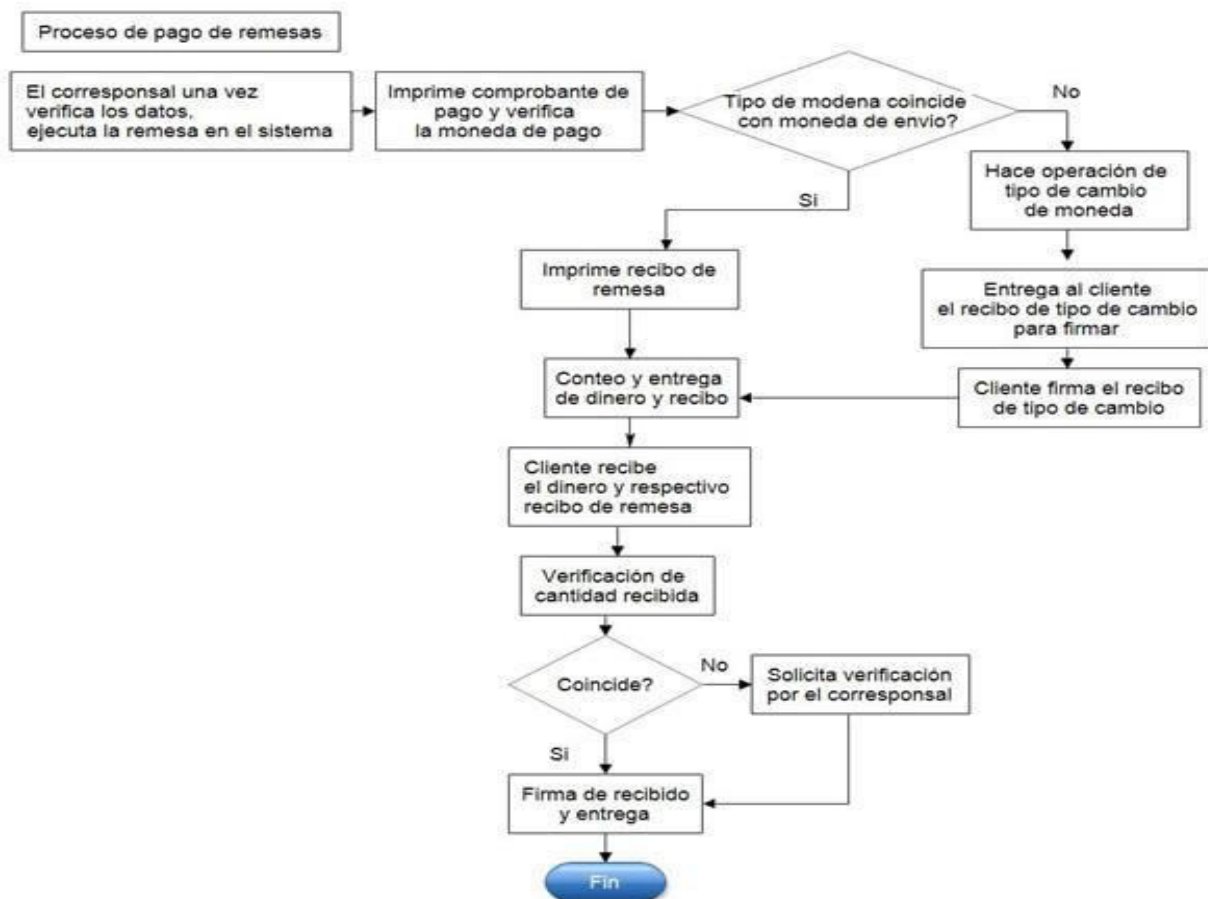 Proceso de pago de remesas
El corresponsal una vez
verifica los datos,
ejecuta la remesa en el sistema
Imprime comprobante de
pago y verifica
la moneda de pago
Tipo de modena coincide
con moneda de envio?
No
Si
Hace operación de
tipo de cambio
de moneda
Imprime recibo de
remesa
Entrega al cliente
el recibo de tipo de cambio
para firmar
Conteo y entrega
de dinero y recibo
Cliente firma el recibo
de tipo de cambio
Cliente recibe
el dinero y respectivo
recibo de remesa
Verificación de
cantidad recibida
Coincide?
No
Solicita verificación
por el corresponsal
Si
Firma de recibido
y entrega
Fin